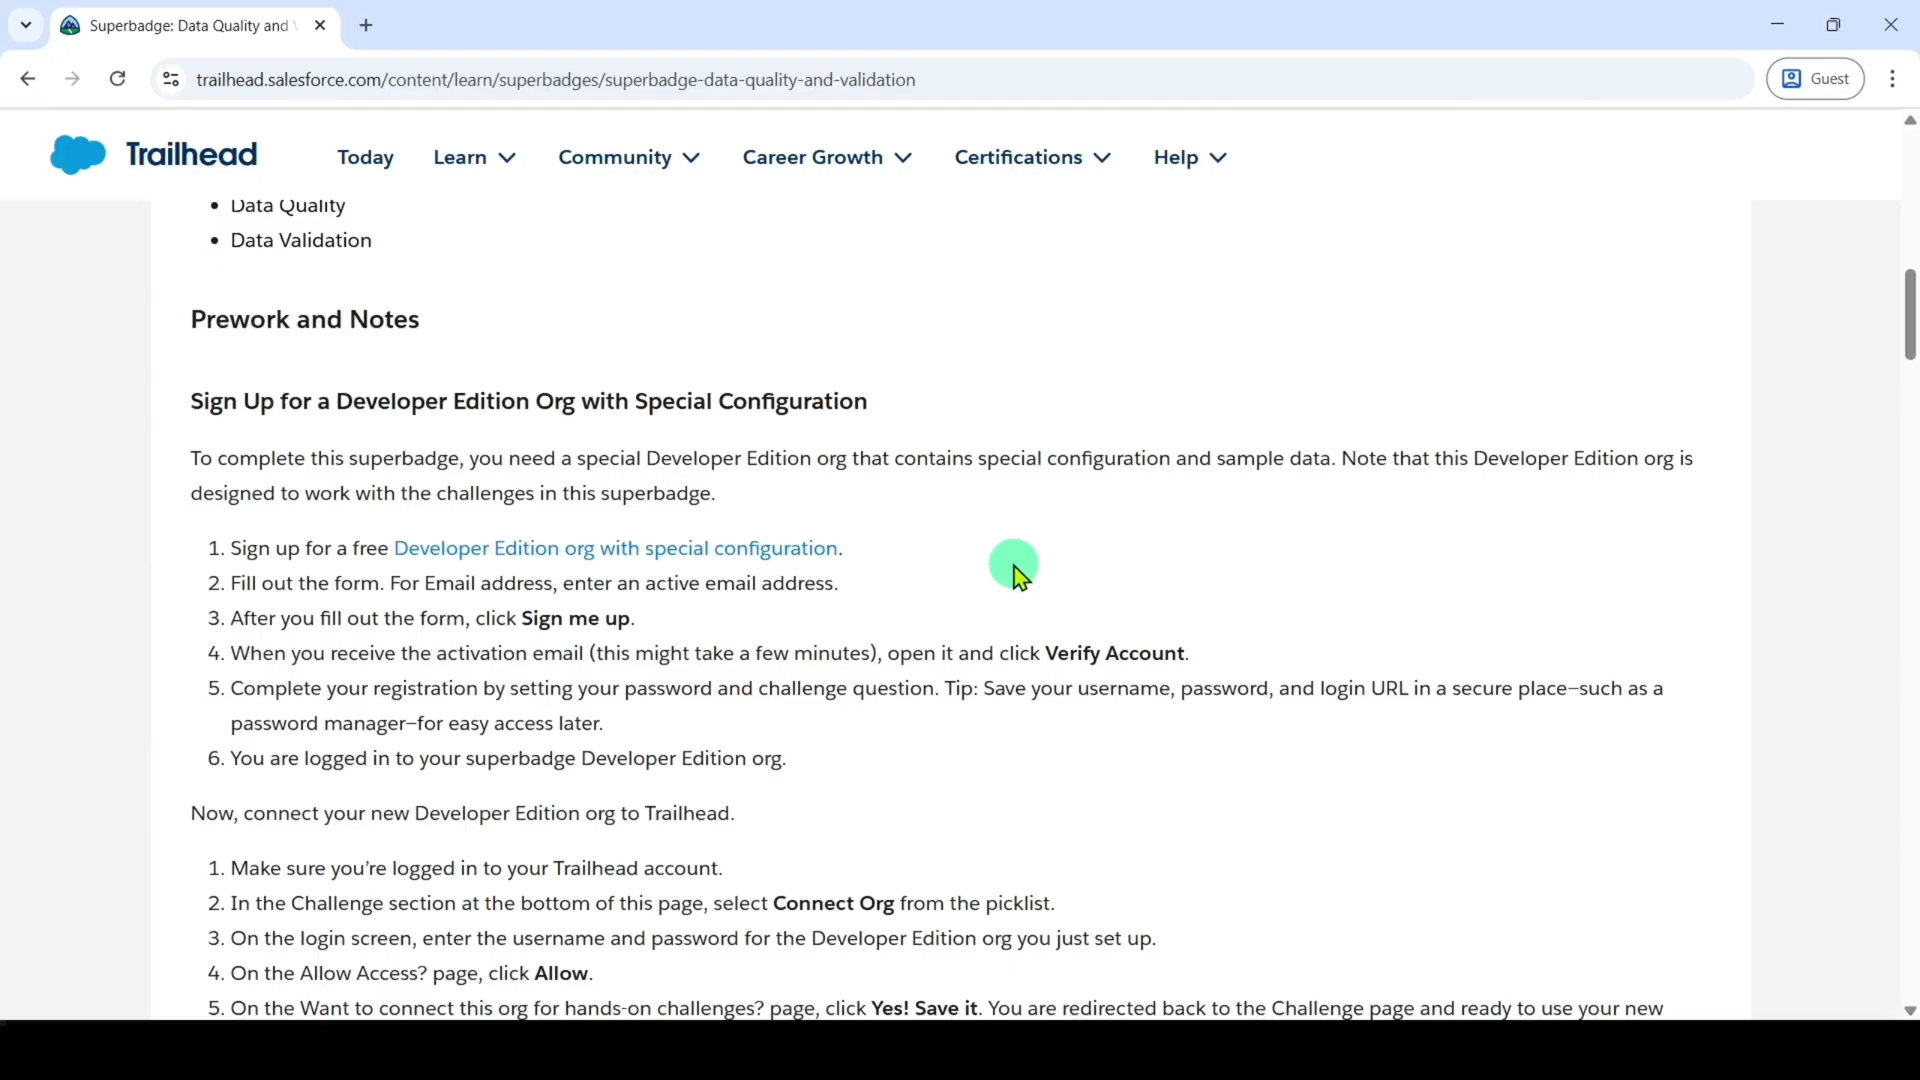 Superbadge: Data Quality and
trailhead.salesforce.com/content/learn/superbadges/superbadge-data-quality-and-validation
Guest
Trailhead
Today
Learn
Community
Career Growth
Certifications
Help
• Data Quality
• Data Validation
Prework and Notes
Sign Up for a Developer Edition Org with Special Configuration
To complete this superbadge, you need a special Developer Edition org that contains special configuration and sample data. Note that this Developer Edition org is
designed to work with the challenges in this superbadge.
1. Sign up for a free Developer Edition org with special configuration.
2. Fill out the form. For Email address, enter an active email address.
3. After you fill out the form, click Sign me up.
4. When you receive the activation email (this might take a few minutes), open it and click Verify Account.
5. Complete your registration by setting your password and challenge question. Tip: Save your username, password, and login URL in a secure place—such as a
password manager—for easy access later.
6. You are logged in to your superbadge Developer Edition org.
Now, connect your new Developer Edition org to Trailhead.
1. Make sure you’re logged in to your Trailhead account.
2. In the Challenge section at the bottom of this page, select Connect Org from the picklist.
3. On the login screen, enter the username and password for the Developer Edition org you just set up.
4. On the Allow Access? page, click Allow.
5. On the Want to connect this org for hands-on challenges? page, click Yes! Save it. You are redirected back to the Challenge page and ready to use your new